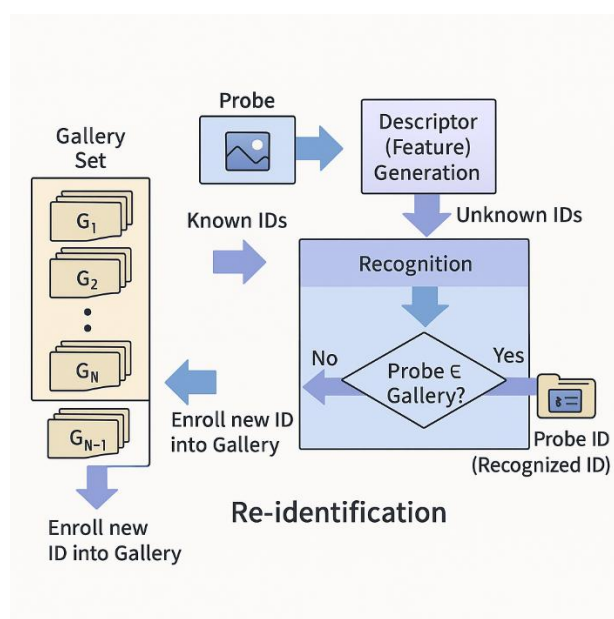 Probe
Gallery
Set
G1
G2
GN
GN-1
Enroll new
ID into Gallery
Known IDs
Enroll new ID
into Gallery
Descriptor
(Feature)
Generation
Unknown IDs
Recognition
No
Probe ∈
Gallery?
Yes
Probe ID
(Recognized ID)
Re-identification